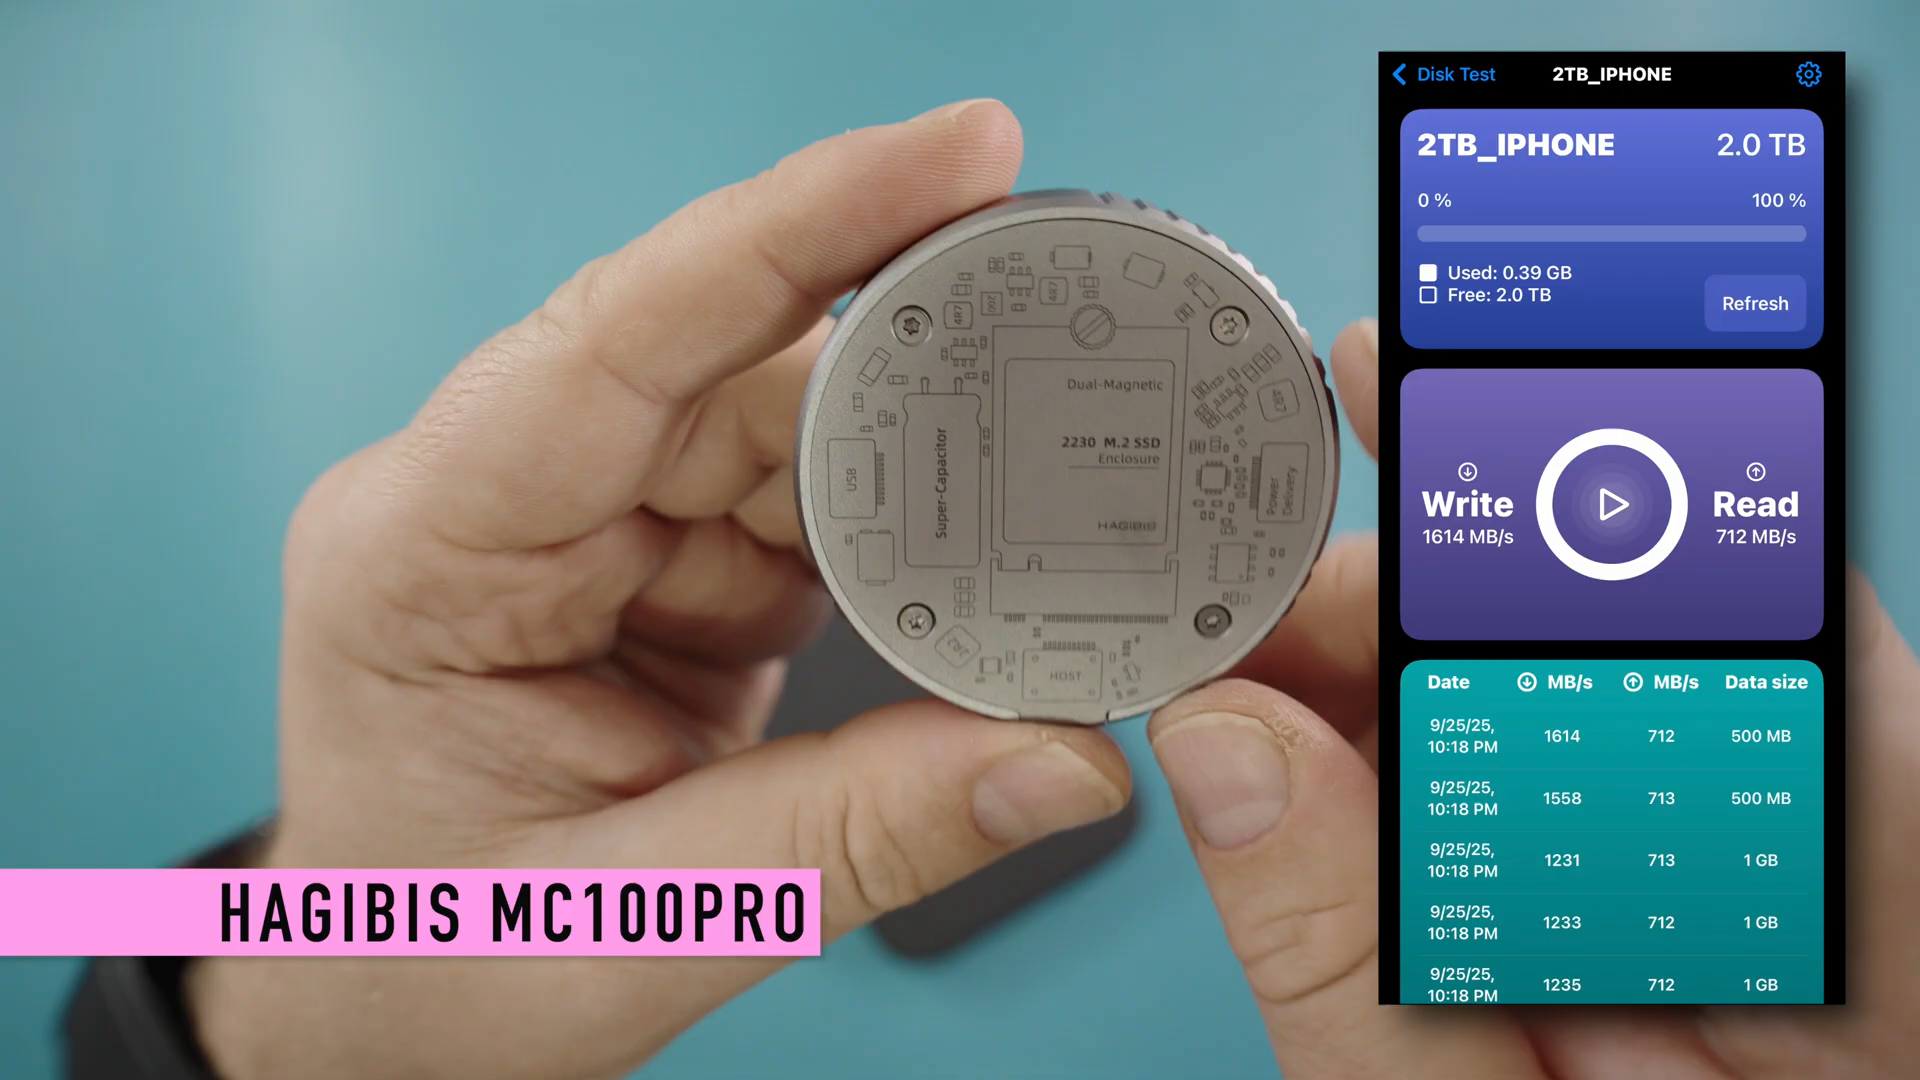 Disk Test
2TB_IPHONE
2TB_IPHONE
2.0 TB
0 %
100 %
Used: 0.39 GB
Free: 2.0 TB
Refresh
Write
1614 MB/s
Read
712 MB/s
Date MB/s MB/s Data size
9/25/25,
10:18 PM 1614 712 500 MB
9/25/25,
10:18 PM 1558 713 500 MB
9/25/25,
10:18 PM 1231 713 1 GB
9/25/25,
10:18 PM 1233 712 1 GB
9/25/25,
10:18 PM 1235 712 1 GB
4R7
4R7
4R7
Dual-Magnetic
2230 M.2 SSD
Enclosure
HAGIBIS
USB
Super-Capacitor
Power
Delivery
2R2
HOST
HAGIBIS MC100PRO